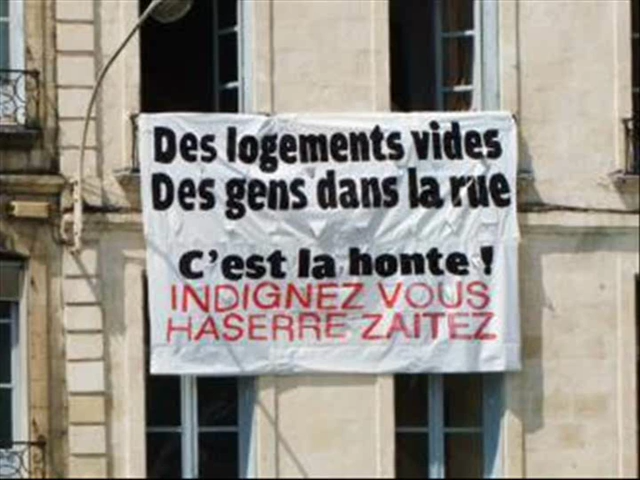 Des logements vides
Des gens dans la rue
C'est la honte !
INDIGNEZ VOUS
HASERRE ZAITEZ